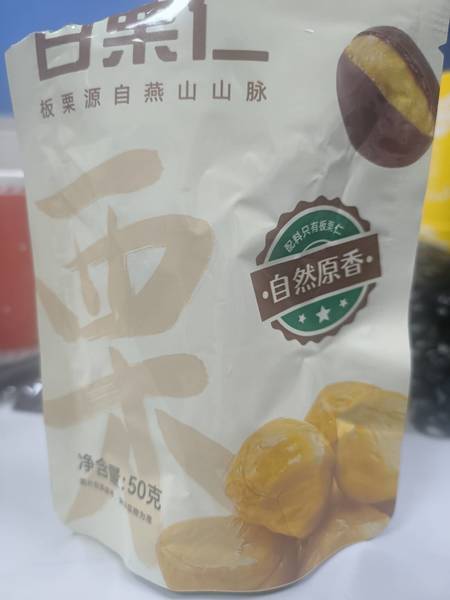 栗仁
板栗源自燕山山脉
栗
配料只有板栗仁
自然原香
净含量:50克